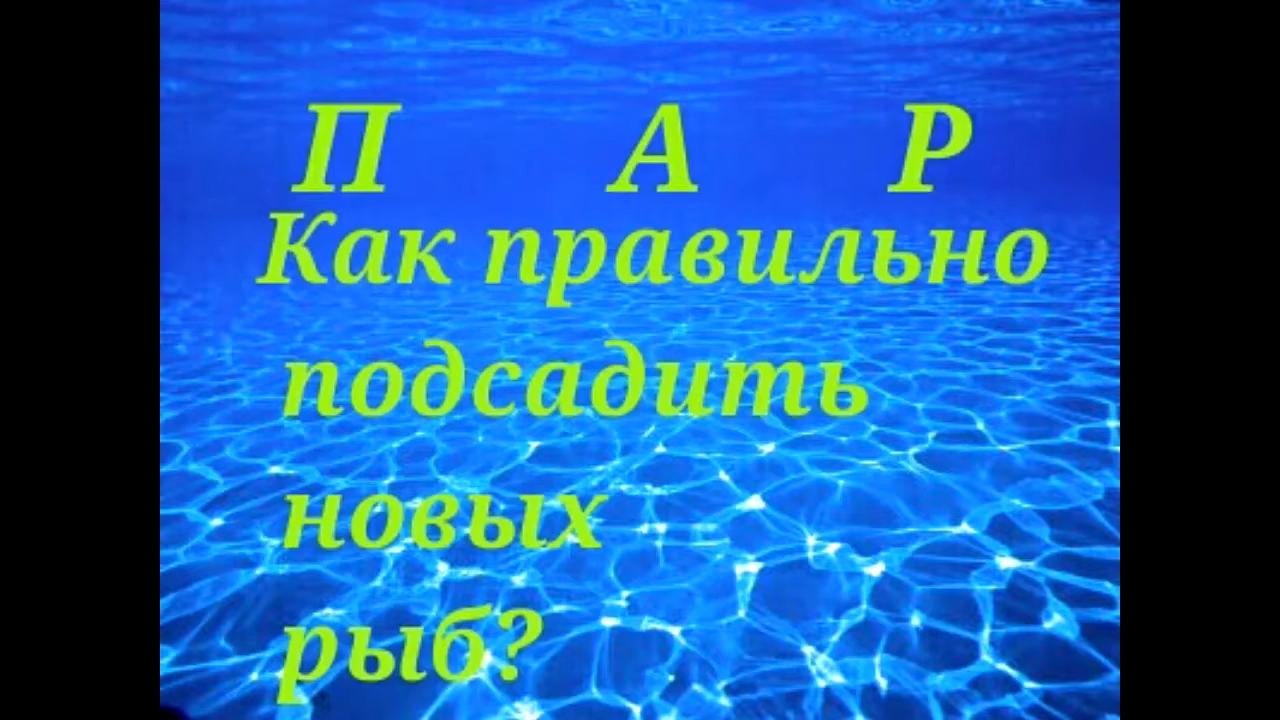 П А Р
Как правильно
подсадить
новых
рыб?